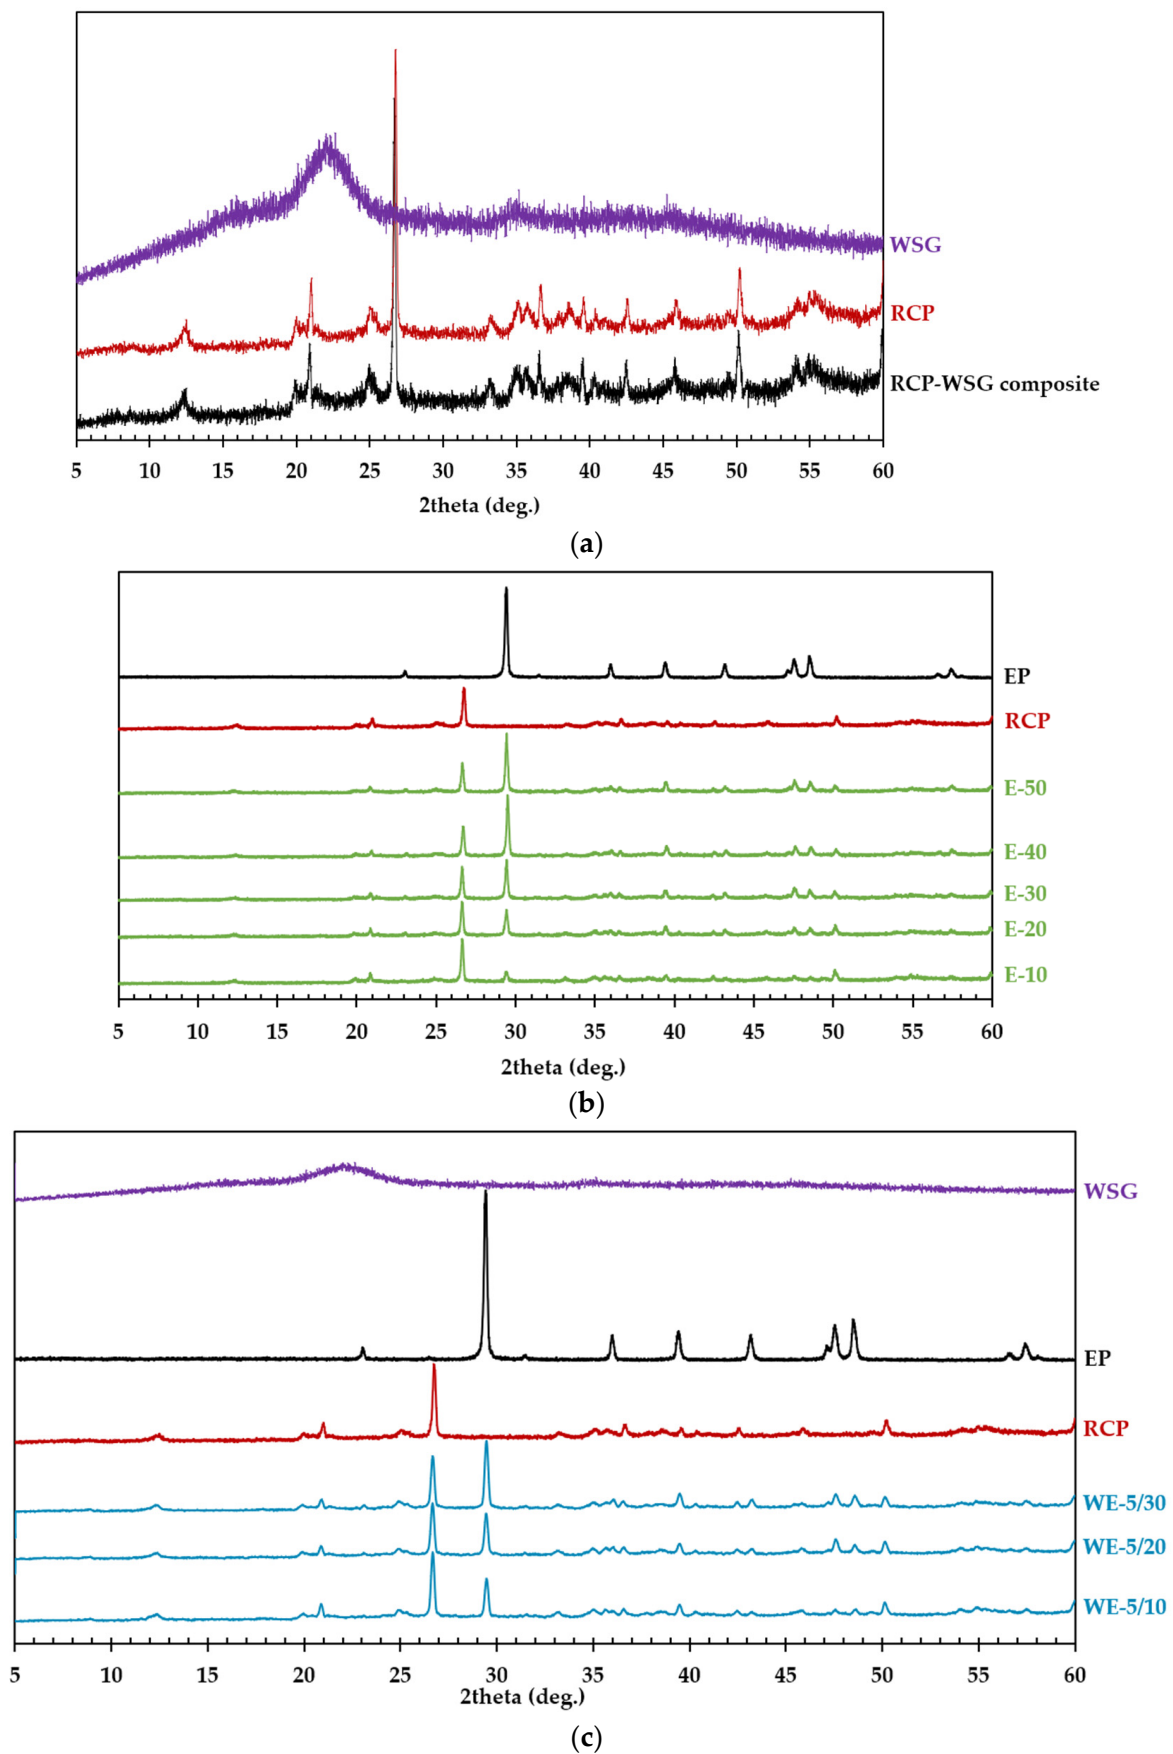 WSG
RCP
RCP-WSG composite
5 10 15 20 25 30 35 40 45 50 55 60
2theta (deg.)
(a)
EP
RCP
E-50
E-40
E-30
E-20
E-10
5 10 15 20 25 30 35 40 45 50 55 60
2theta (deg.)
(b)
WSG
EP
RCP
WE-5/30
WE-5/20
WE-5/10
5 10 15 20 25 30 35 40 45 50 55 60
2theta (deg.)
(c)